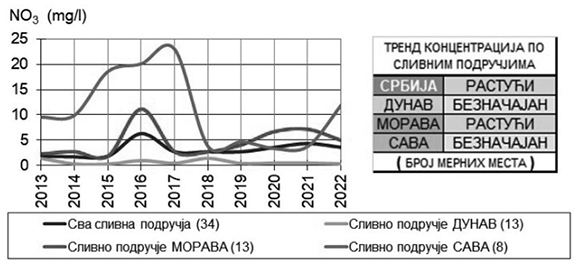 NO3 (mg/l)
25
20
15
10
5
0
2013
2014
2015
2016
2017
2018
2019
2020
2021
2022
ТРЕНД КОНЦЕНТРАЦИЈА ПО
СЛИВНИМ ПОДРУЧЈИМА
СРБИЈА РАСТУЋИ
ДУНАВ БЕЗНАЧАЈАН
МОРАВА РАСТУЋИ
САВА БЕЗНАЧАЈАН
( БРОЈ МЕРНИХ МЕСТА )
Сва сливна подручја (34)
Сливно подручје ДУНАВ (13)
Сливно подручје МОРАВА (13)
Сливно подручје САВА (8)